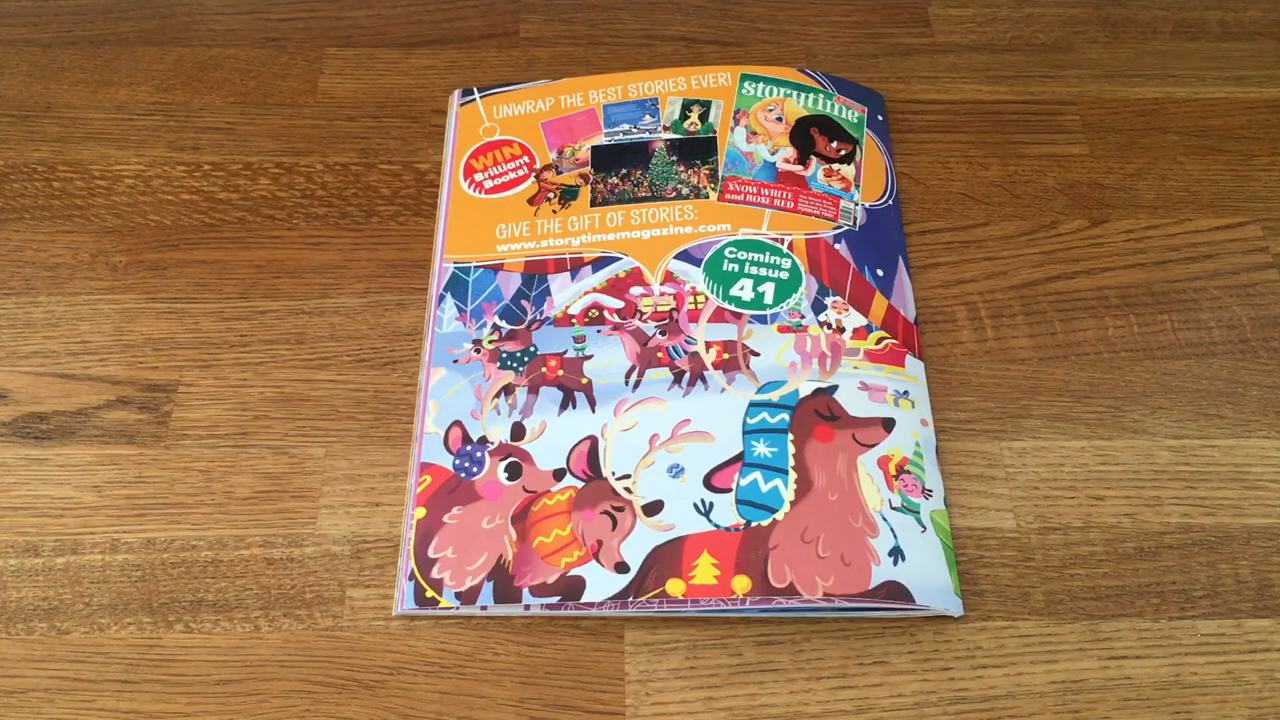 UNWRAP THE BEST STORIES EVER!
WIN
Brilliant
Books!
storytime
SNOW WHITE
and ROSE RED
GIVE THE GIFT OF STORIES:
www.storytimemagazine.com
Coming
in issue
41